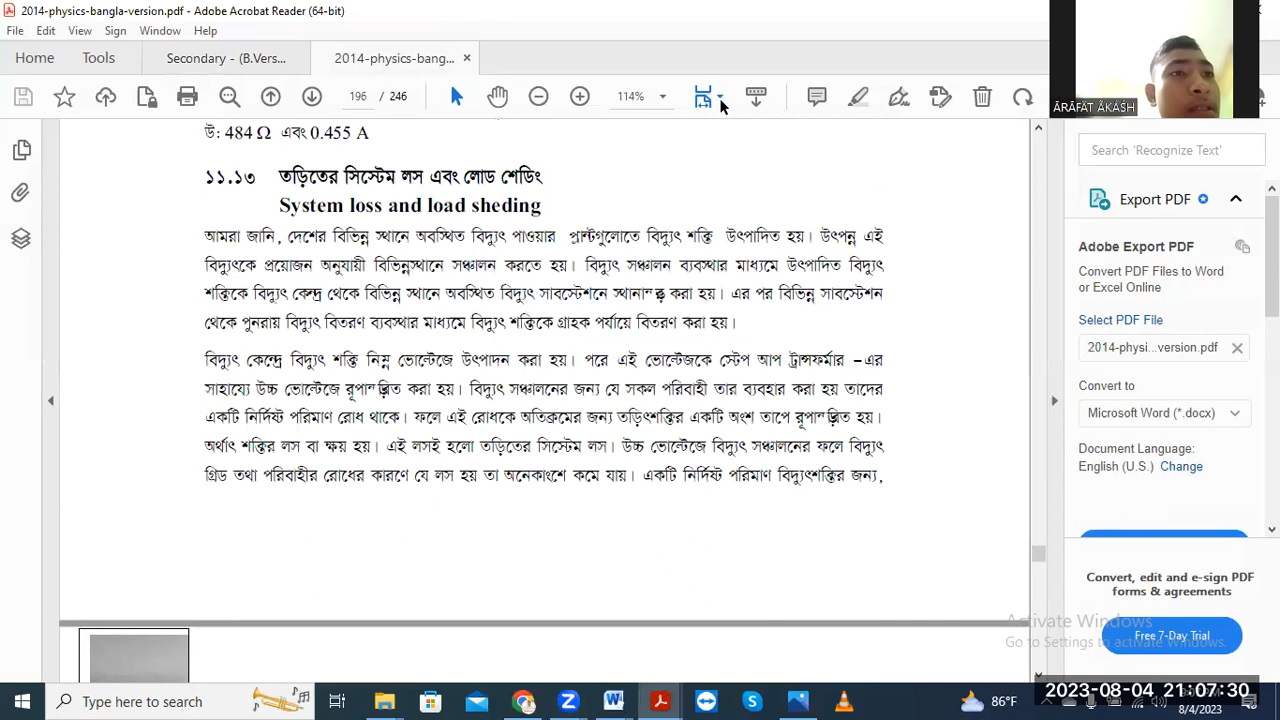 2014-physics-bangla-version.pdf - Adobe Acrobat Reader (64-bit)
File Edit View Sign Window Help
Home Tools Secondary - (B.Vers... 2014-physics-bang... ×
196 / 246 114%
ĀRĀFĀT ĀKĀSH
উ: 484 Ω এবং 0.455 A
১১.১৩ তড়িতের সিস্টেম লস এবং লোড শেডিং
System loss and load sheding
আমরা জানি, দেশের বিভিন্ন স্থানে অবস্থিত বিদ্যুৎ পাওয়ার প্লান্টগুলোতে বিদ্যুৎ শক্তি উৎপাদিত হয়। উৎপন্ন এই
বিদ্যুৎকে প্রয়োজন অনুযায়ী বিভিন্নস্থানে সঞ্চালন করতে হয়। বিদ্যুৎ সঞ্চালন ব্যবস্থার মাধ্যমে উৎপাদিত বিদ্যুৎ
শক্তিকে বিদ্যুৎ কেন্দ্র থেকে বিভিন্ন স্থানে অবস্থিত বিদ্যুৎ সাবস্টেশনে করা হয়। এর পর বিভিন্ন সাবস্টেশন
থেকে পুনরায় বিদ্যুৎ বিতরণ ব্যবস্থার মাধ্যমে বিদ্যুৎ শক্তিকে গ্রাহক পর্যায়ে বিতরণ করা হয়।
বিদ্যুৎ কেন্দ্রে বিদ্যুৎ শক্তি নিম্ন ভোল্টেজে উৎপাদন করা হয়। পরে এই ভোল্টেজকে স্টেপ আপ ট্রান্সফর্মার –এর
সাহায্যে উচ্চ ভোল্টেজে করা হয়। বিদ্যুৎ সঞ্চালনের জন্য যে সকল পরিবাহী তার ব্যবহার করা হয় তাদের
একটি নির্দিষ্ট পরিমাণ রোধ থাকে। ফলে এই রোধকে অতিক্রমের জন্য তড়িৎশক্তির একটি অংশ তাপে হয়।
অর্থাৎ শক্তির লস বা ক্ষয় হয়। এই লসই হলো তড়িতের সিস্টেম লস। উচ্চ ভোল্টেজে বিদ্যুৎ সঞ্চালনের ফলে বিদ্যুৎ
গ্রিড তথা পরিবাহীর রোধের কারণে যে লস হয় তা অনেকাংশে কমে যায়। একটি নির্দিষ্ট পরিমাণ বিদ্যুৎশক্তির জন্য,
Search 'Recognize Text'
Export PDF
Adobe Export PDF
Convert PDF Files to Word
or Excel Online
Select PDF File
2014-physi...version.pdf ×
Convert to
Microsoft Word (*.docx)
Document Language:
English (U.S.) Change
Convert, edit and e-sign PDF
forms & agreements
Free 7-Day Trial
Activate Windows
Go to Settings to activate Windows.
Type here to search
86°F
2023-08-04 21:07:30
8/4/2023